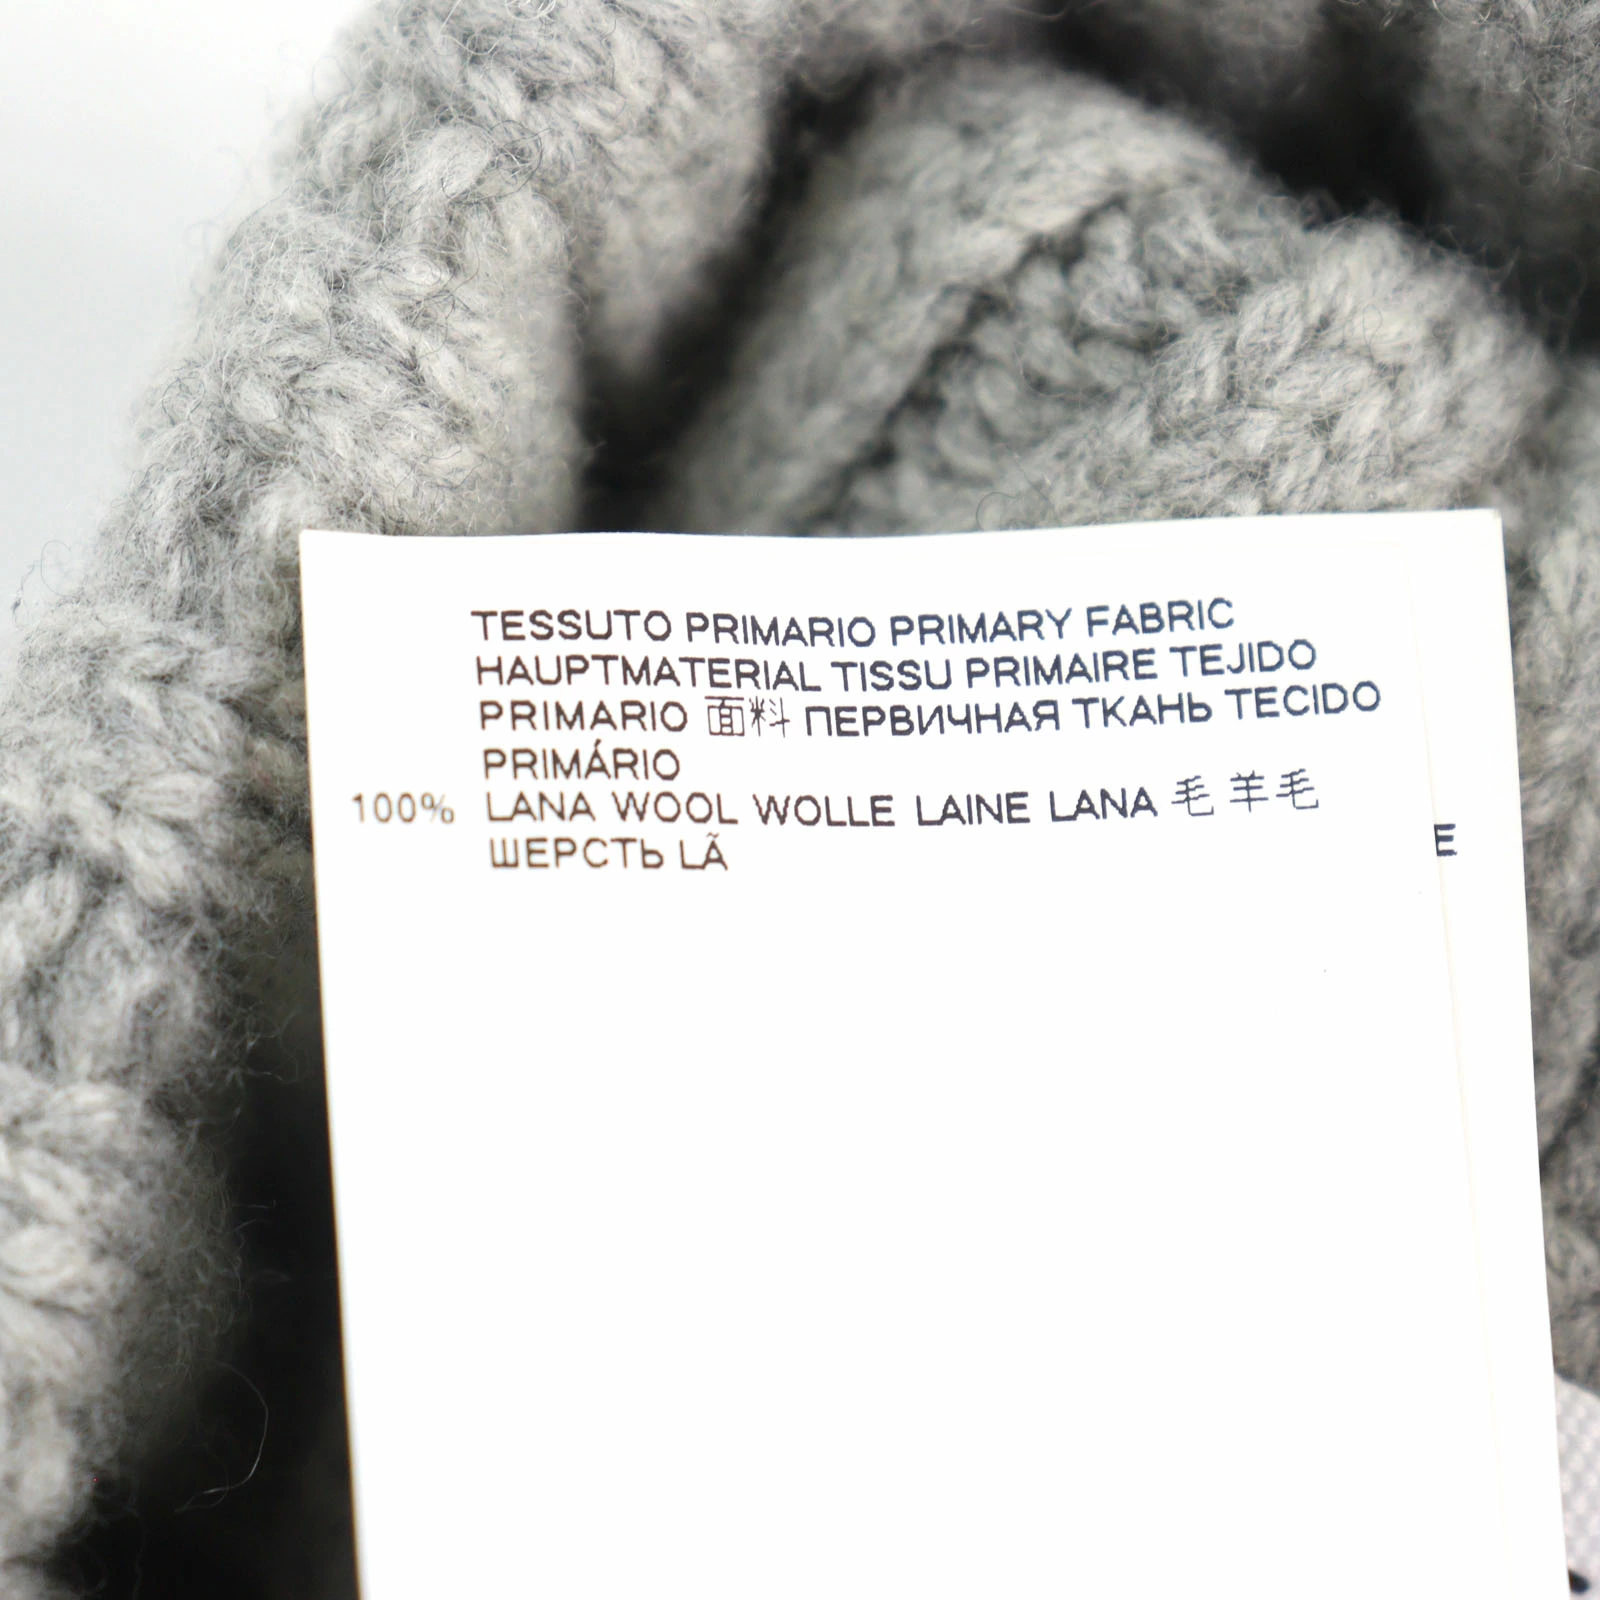 TESSUTO PRIMARIO PRIMARY FABRIC
HAUPTMATERIAL TISSU PRIMAIRE TEJIDO
PRIMARIO 面料 ПЕРВИЧНАЯ ТКАНЬ TECIDO
PRIMÁRIO
100% LANA WOOL WOLLE LAINE LANA 毛 羊毛
ШЕРСТЬ LÃ
E